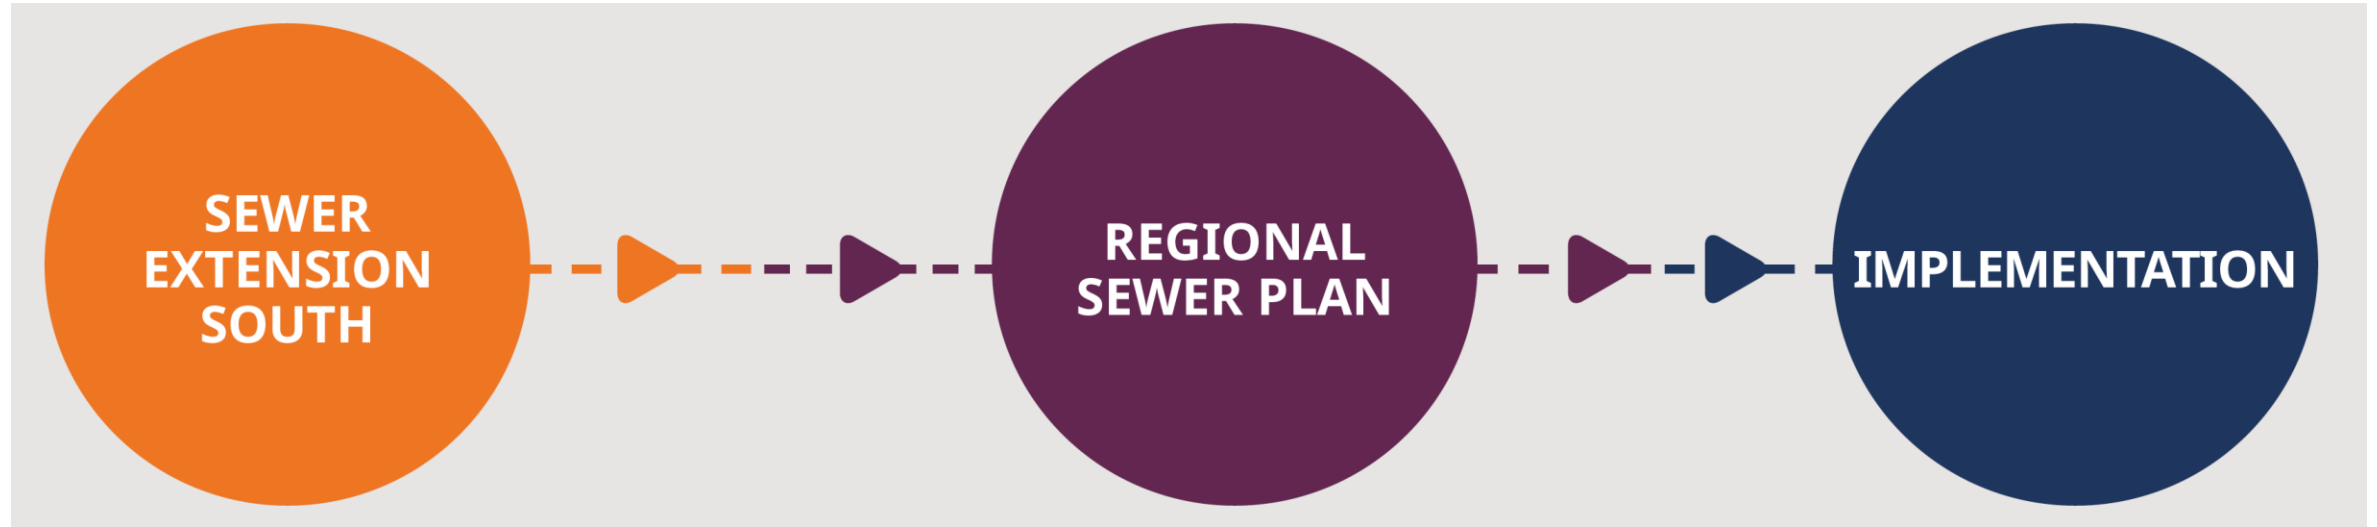 SEWER
EXTENSION
SOUTH
REGIONAL
SEWER PLAN
IMPLEMENTATION